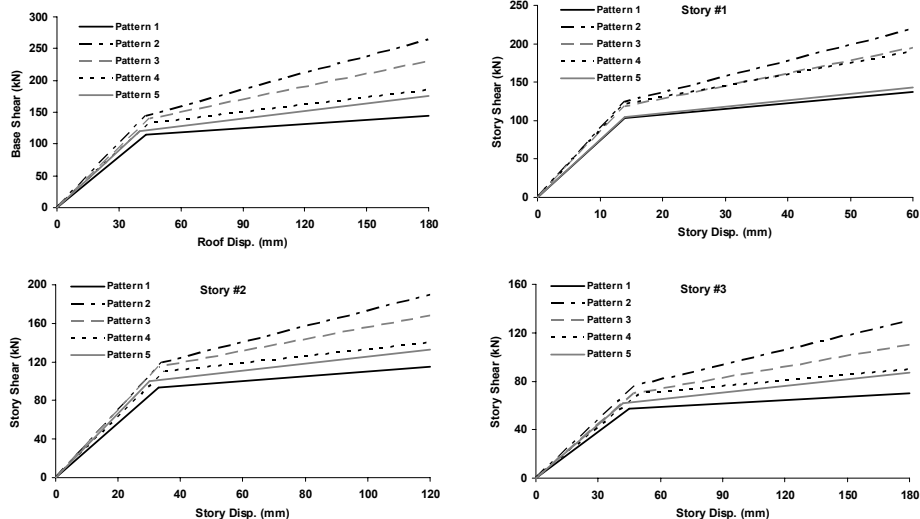 300
250
200
150
100
50
0
Base Shear (kN)
Pattern 1
Pattern 2
Pattern 3
Pattern 4
Pattern 5
0 30 60 90 120 150 180
Roof Disp. (mm)
Story #1
250
200
150
100
50
0
Story Shear (kN)
Pattern 1
Pattern 2
Pattern 3
Pattern 4
Pattern 5
0 10 20 30 40 50 60
Story Disp. (mm)
Story #2
200
160
120
80
40
0
Story Shear (kN)
Pattern 1
Pattern 2
Pattern 3
Pattern 4
Pattern 5
0 20 40 60 80 100 120
Story Disp. (mm)
Story #3
160
120
80
40
0
Story Shear (kN)
Pattern 1
Pattern 2
Pattern 3
Pattern 4
Pattern 5
0 30 60 90 120 150 180
Story Disp. (mm)